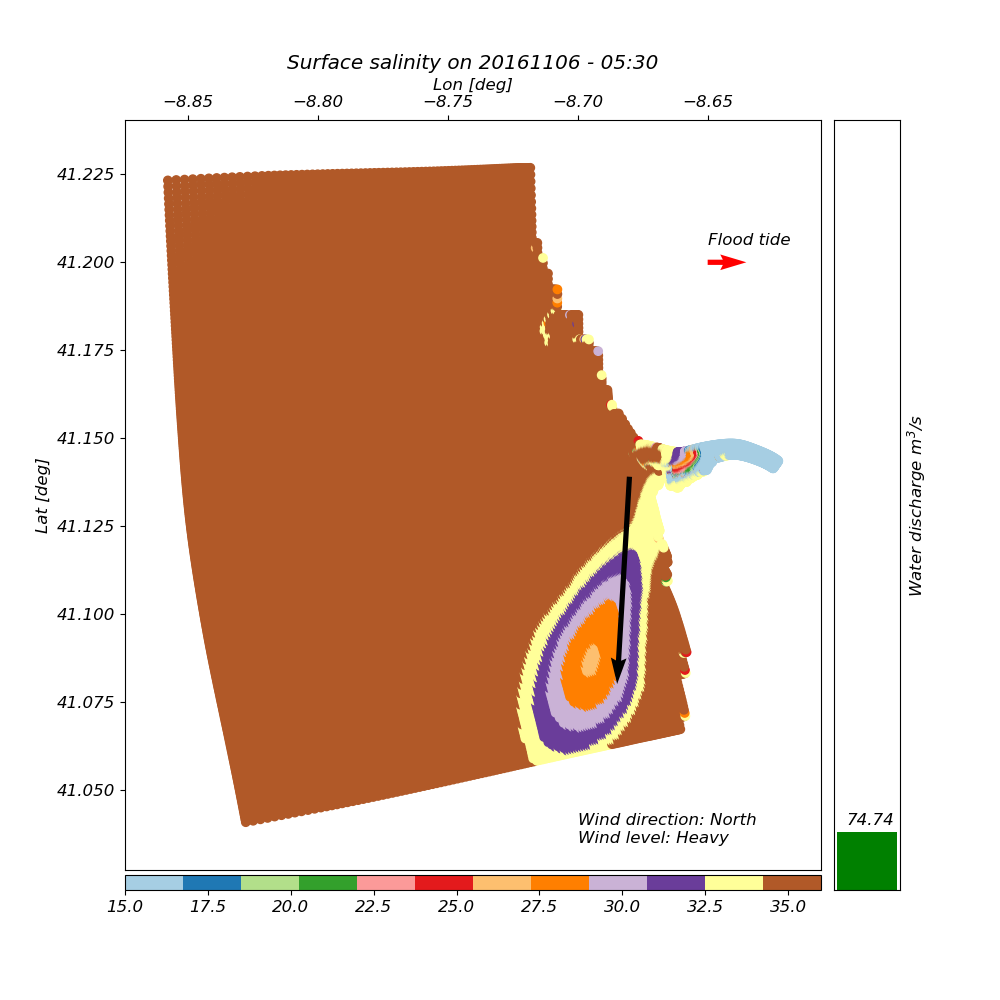 Surface salinity on 20161106 - 05:30
Lon [deg]
−8.85 −8.80 −8.75 −8.70 −8.65
41.225
41.200
41.175
41.150
41.125
41.100
41.075
41.050
Lat [deg]
Flood tide
Wind direction: North
Wind level: Heavy
74.74
Water discharge m³/s
15.0 17.5 20.0 22.5 25.0 27.5 30.0 32.5 35.0